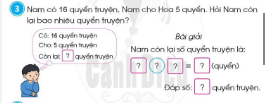 3 Nam có 16 quyển truyện, Nam cho Hoa 5 quyển. Hỏi Nam còn
lại bao nhiêu quyển truyện?
Có: 16 quyển truyện
Cho: 5 quyển truyện
Còn lại: ? quyển truyện
Bài giải
Nam còn lại số quyển truyện là:
? ? ? = ? (quyển)
Đáp số: ? quyển truyện.